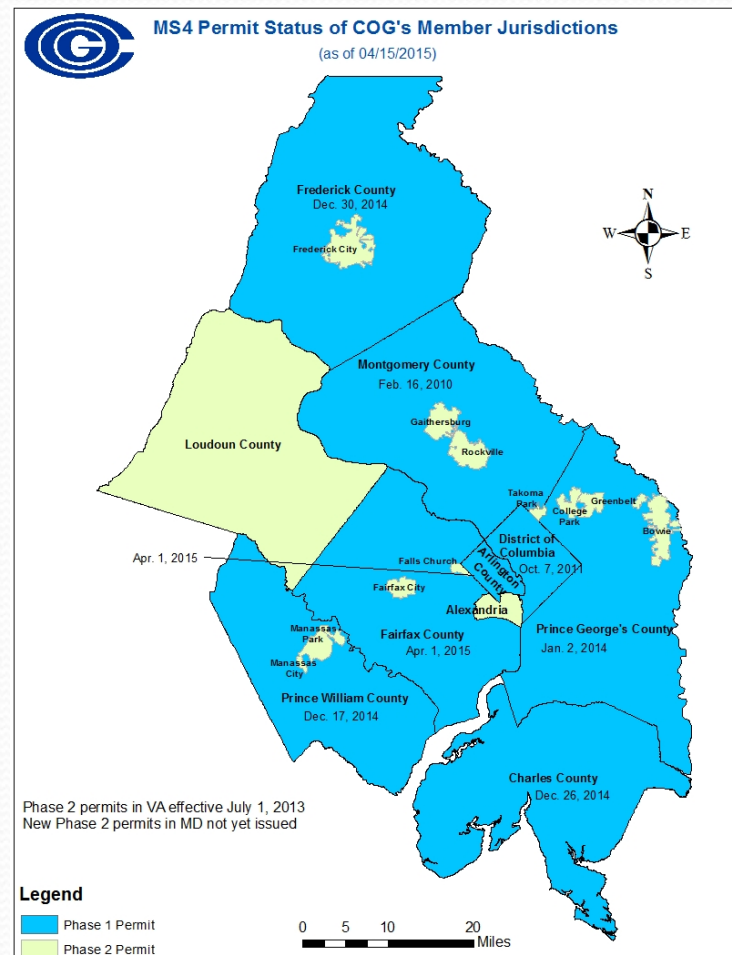 MS4 Permit Status of COG's Member Jurisdictions
(as of 04/15/2015)
Frederick County
Dec. 30, 2014
Frederick City
N
W
E
S
Montgomery County
Feb. 16, 2010
Gaithersburg
Rockville
Loudoun County
Takoma
Park
College
Park
Greenbelt
Bowie
District of
Columbia
Oct. 7, 2011
Apr. 1, 2015
Falls Church
Arlington
County
Fairfax City
Alexandria
Fairfax County
Apr. 1, 2015
Prince George's County
Jan. 2, 2014
Manassas
Park
Manassas
City
Prince William County
Dec. 17, 2014
Charles County
Dec. 26, 2014
Phase 2 permits in VA effective July 1, 2013
New Phase 2 permits in MD not yet issued
Legend
Phase 1 Permit
Phase 2 Permit
0 5 10 20
Miles